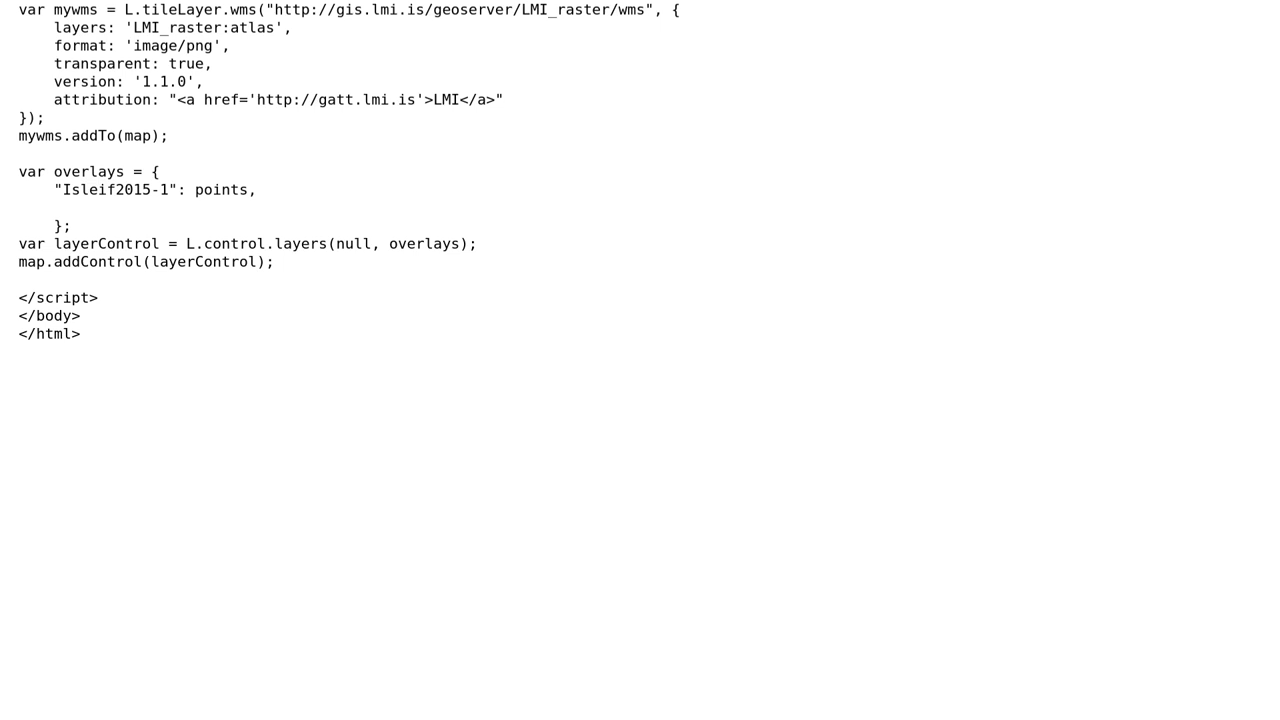 var mywms = L.tileLayer.wms("http://gis.lmi.is/geoserver/LMI_raster/wms", {
    layers: 'LMI_raster:atlas',
    format: 'image/png',
    transparent: true,
    version: '1.1.0',
    attribution: "<a href='http://gatt.lmi.is'>LMI</a>"
});
mywms.addTo(map);

var overlays = {
    "Isleif2015-1": points,

    };
var layerControl = L.control.layers(null, overlays);
map.addControl(layerControl);

</script>
</body>
</html>